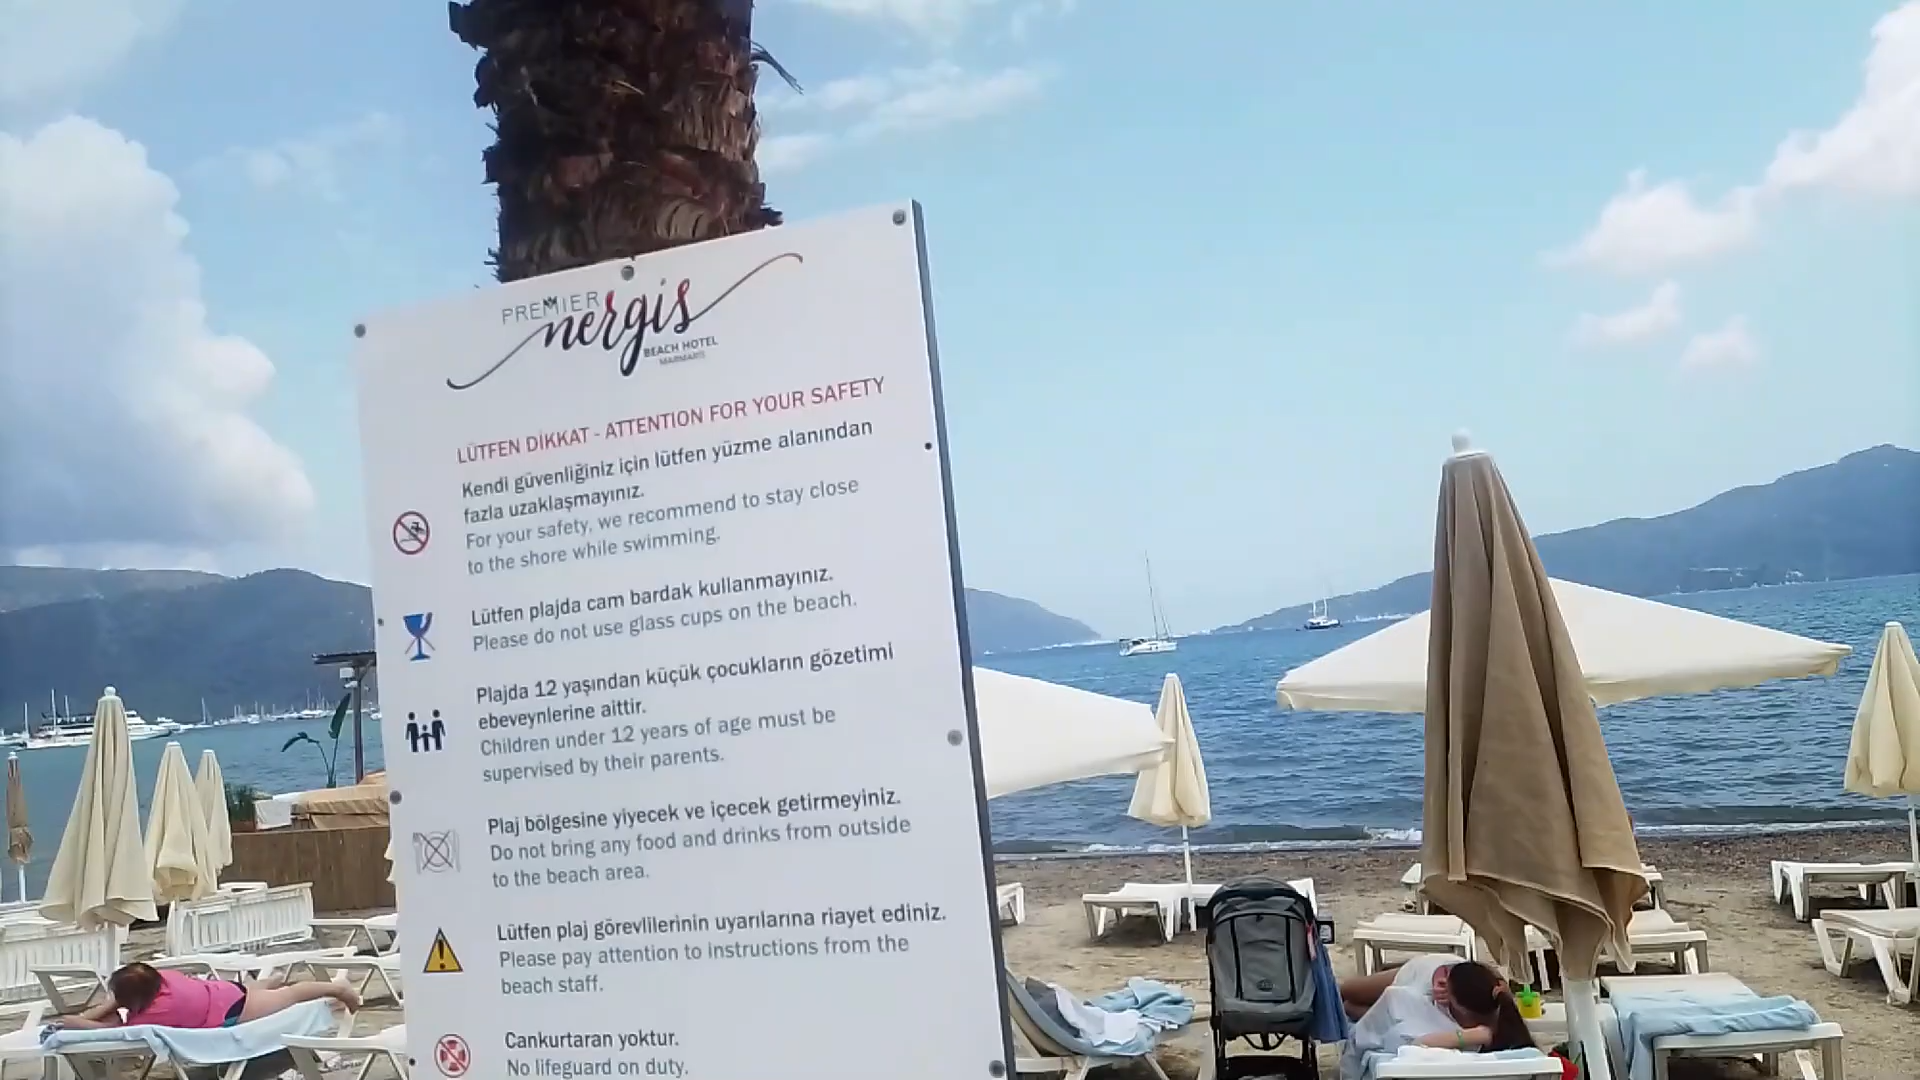 PREMIER
nergis
BEACH HOTEL
MARMARİS
LÜTFEN DİKKAT - ATTENTION FOR YOUR SAFETY
Kendi güvenliğiniz için lütfen yüzme alanından
fazla uzaklaşmayınız.
For your safety, we recommend to stay close
to the shore while swimming.
Lütfen plajda cam bardak kullanmayınız.
Please do not use glass cups on the beach.
Plajda 12 yaşından küçük çocukların gözetimi
ebeveynlerine aittir.
Children under 12 years of age must be
supervised by their parents.
Plaj bölgesine yiyecek ve içecek getirmeyiniz.
Do not bring any food and drinks from outside
to the beach area.
Lütfen plaj görevlilerinin uyarılarına riayet ediniz.
Please pay attention to instructions from the
beach staff.
Cankurtaran yoktur.
No lifeguard on duty.